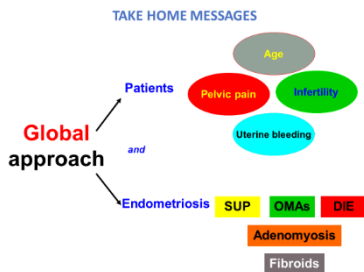 TAKE HOME MESSAGES
Age
Patients
Pelvic pain
Infertility
Uterine bleeding
Global
approach
and
Endometriosis
SUP
OMAs
DIE
Adenomyosis
Fibroids